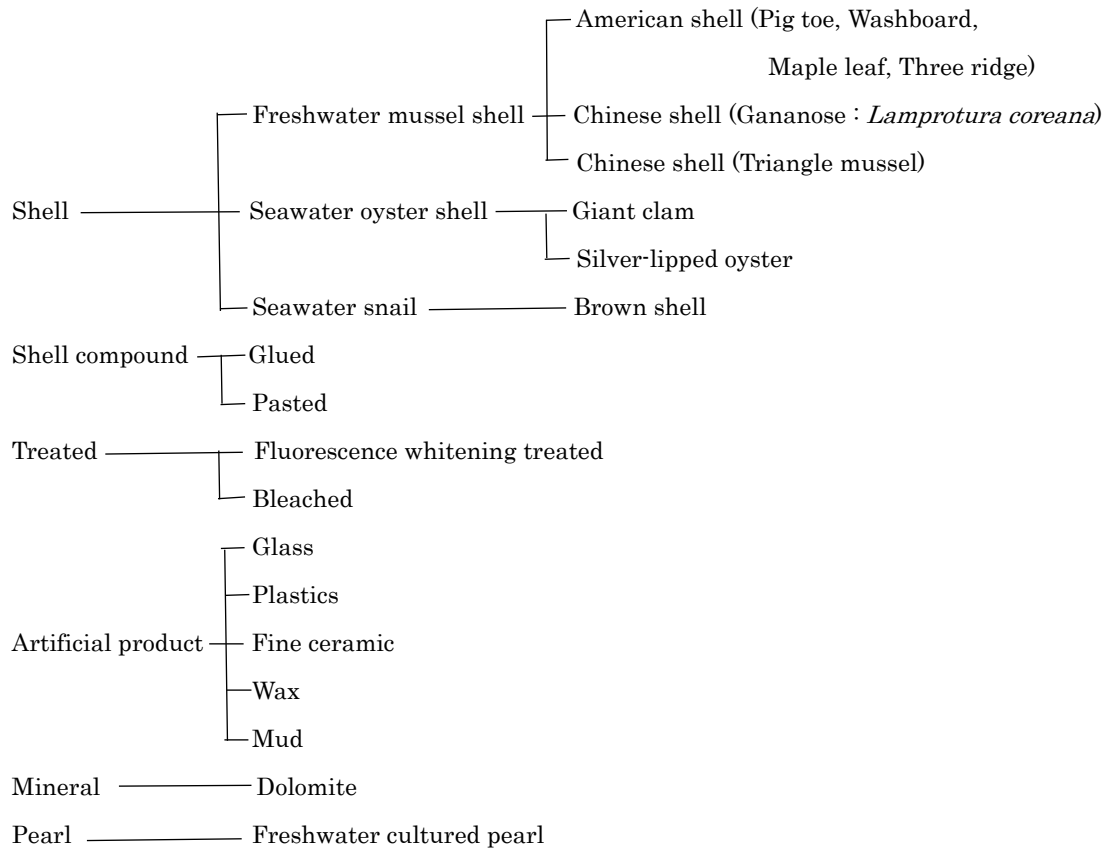 American shell (Pig toe, Washboard,
Maple leaf, Three ridge)
Freshwater mussel shell
Chinese shell (Gananose : Lamprotura coreana)
Chinese shell (Triangle mussel)
Shell
Seawater oyster shell
Giant clam
Silver-lipped oyster
Seawater snail
Brown shell
Shell compound
Glued
Pasted
Treated
Fluorescence whitening treated
Bleached
Glass
Plastics
Artificial product
Fine ceramic
Wax
Mud
Mineral
Dolomite
Pearl
Freshwater cultured pearl